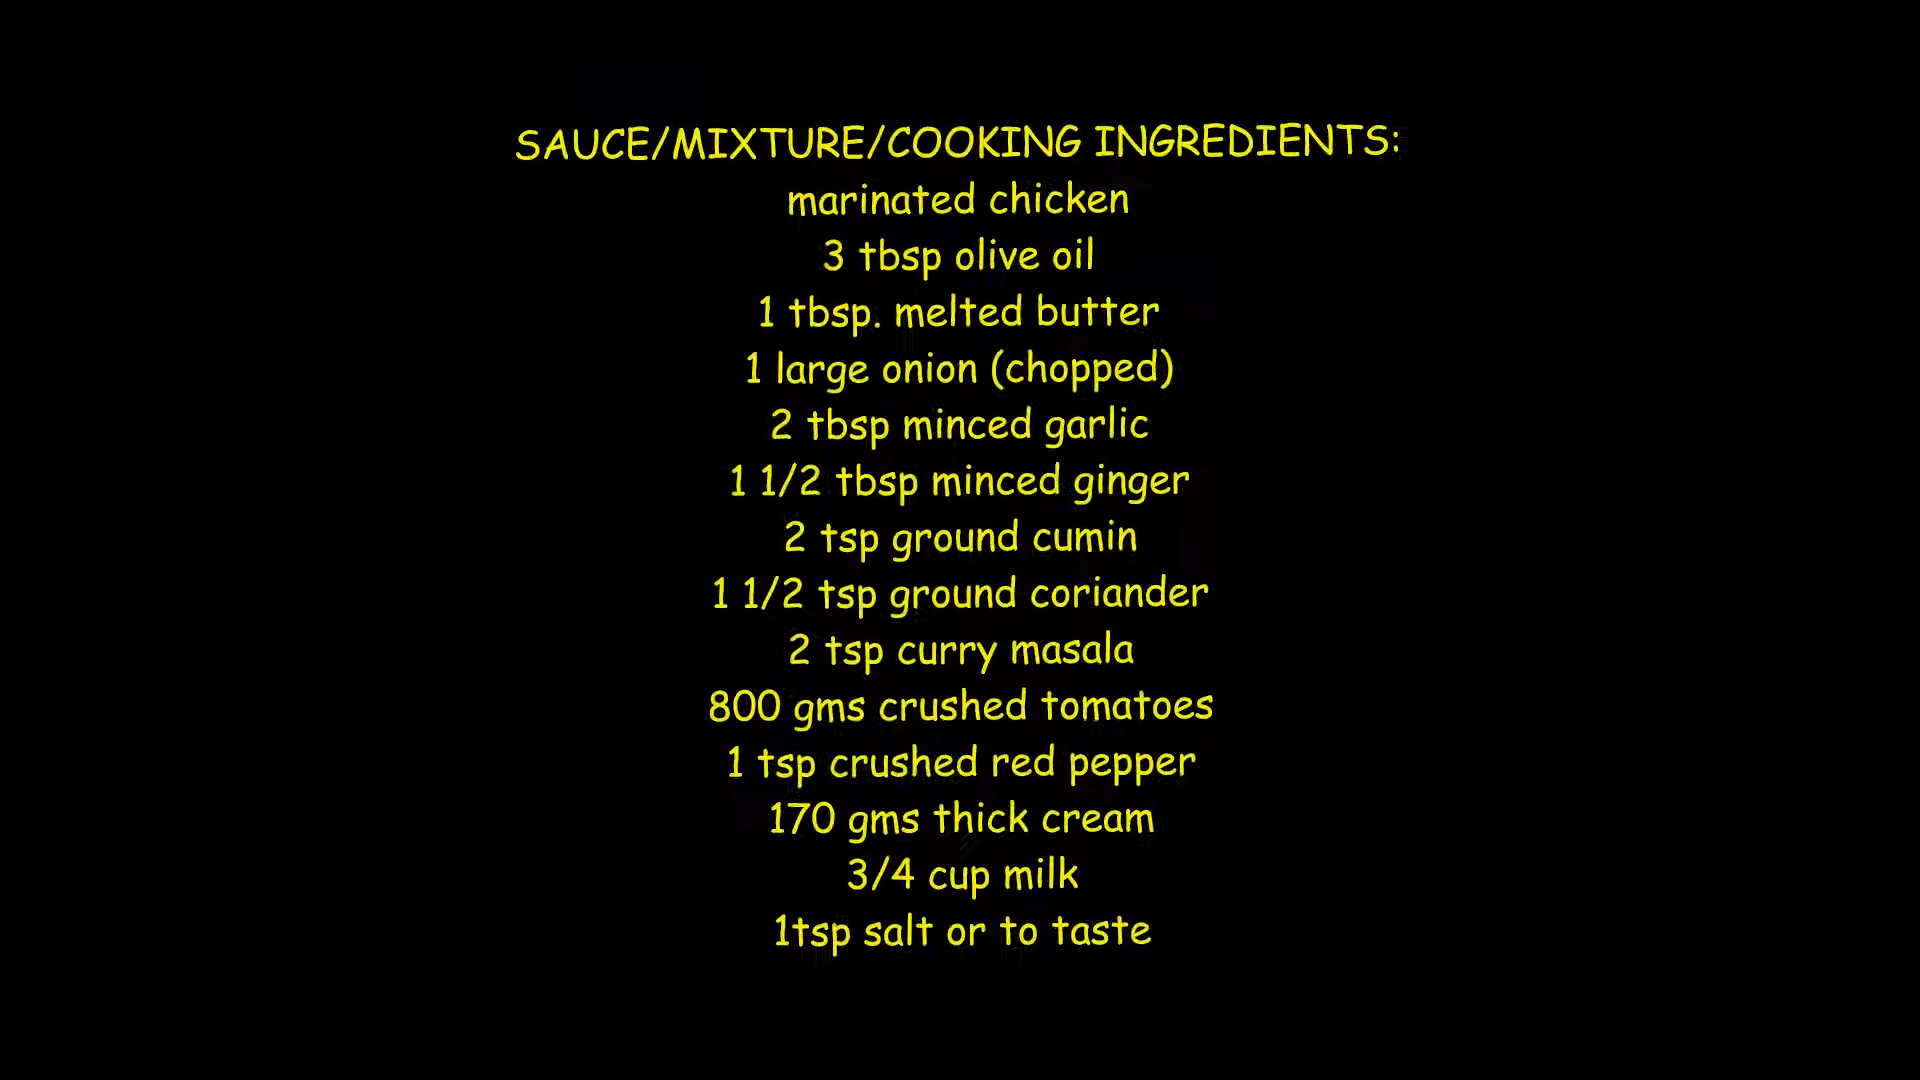 SAUCE/MIXTURE/COOKING INGREDIENTS:
marinated chicken
3 tbsp olive oil
1 tbsp. melted butter
1 large onion (chopped)
2 tbsp minced garlic
1 1/2 tbsp minced ginger
2 tsp ground cumin
1 1/2 tsp ground coriander
2 tsp curry masala
800 gms crushed tomatoes
1 tsp crushed red pepper
170 gms thick cream
3/4 cup milk
1tsp salt or to taste